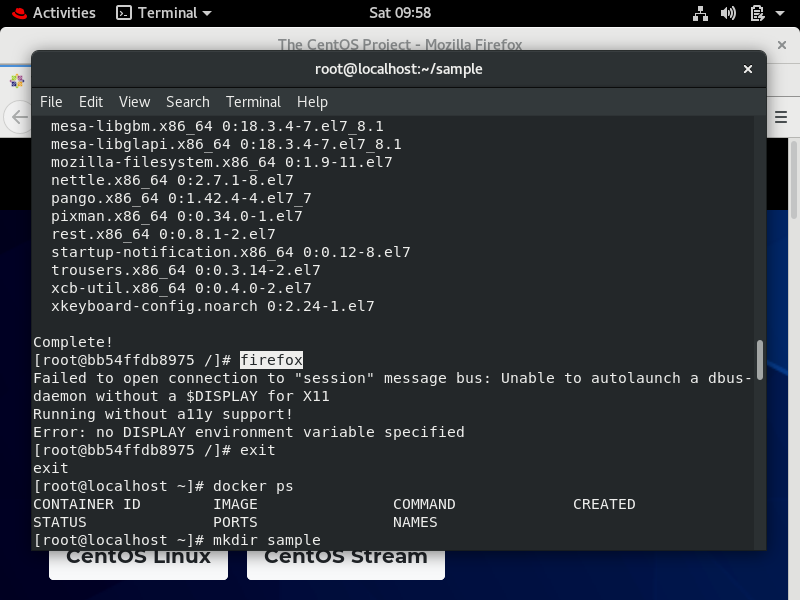 Activities Terminal Sat 09:58
The CentOS Project - Mozilla Firefox
root@localhost:~/sample
File Edit View Search Terminal Help
mesa-libgbm.x86_64 0:18.3.4-7.el7_8.1
mesa-libglapi.x86_64 0:18.3.4-7.el7_8.1
mozilla-filesystem.x86_64 0:1.9-11.el7
nettle.x86_64 0:2.7.1-8.el7
pango.x86_64 0:1.42.4-4.el7_7
pixman.x86_64 0:0.34.0-1.el7
rest.x86_64 0:0.8.1-2.el7
startup-notification.x86_64 0:0.12-8.el7
trousers.x86_64 0:0.3.14-2.el7
xcb-util.x86_64 0:0.4.0-2.el7
xkeyboard-config.noarch 0:2.24-1.el7
Complete!
[root@bb54ffdb8975 /]# firefox
Failed to open connection to "session" message bus: Unable to autolaunch a dbus-
daemon without a $DISPLAY for X11
Running without a11y support!
Error: no DISPLAY environment variable specified
[root@bb54ffdb8975 /]# exit
exit
[root@localhost ~]# docker ps
CONTAINER ID IMAGE COMMAND CREATED
STATUS PORTS NAMES
[root@localhost ~]# mkdir sample
CentOS Linux CentOS Stream